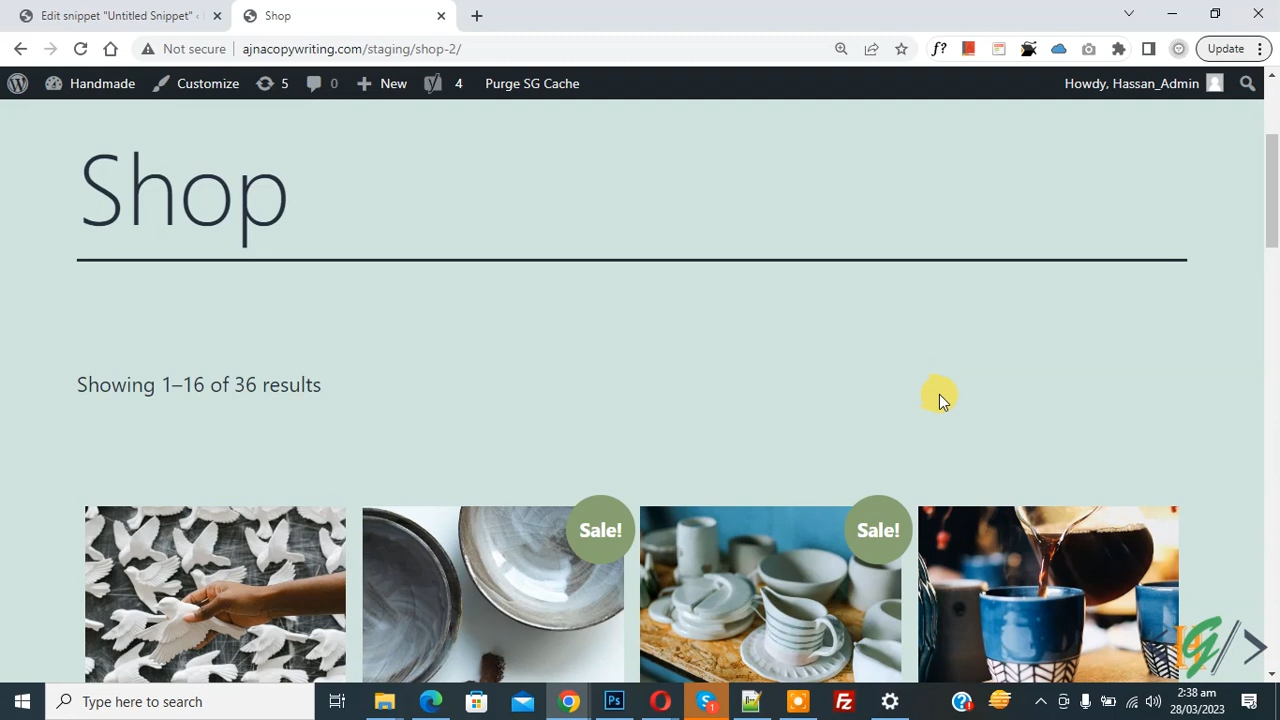 Edit snippet "Untitled Snippet" ‹
Shop
Not secure
ajnacopywriting.com/staging/shop-2/
f?
Update
Handmade
Customize
5
0
New
4
Purge SG Cache
Howdy, Hassan_Admin
Shop
Showing 1–16 of 36 results
Sale!
Sale!
Type here to search
2:38 am
28/03/2023